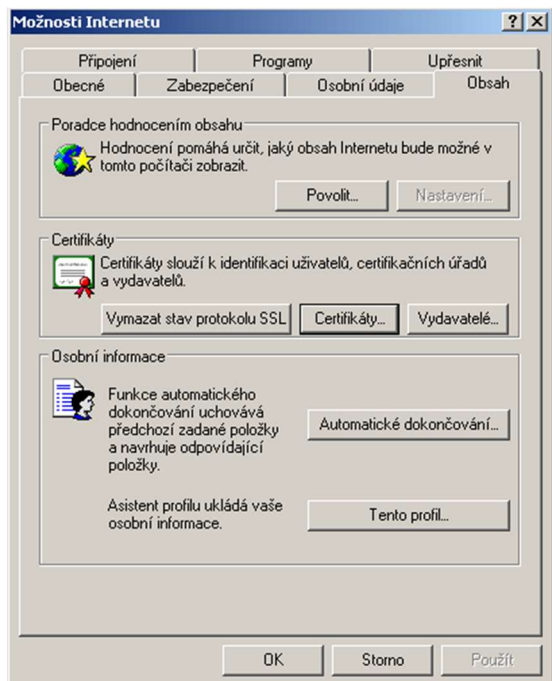 Možnosti Internetu
Připojení
Programy
Upřesnit
Obecné
Zabezpečení
Osobní údaje
Obsah
Poradce hodnocením obsahu
Hodnocení pomáhá určit, jaký obsah Internetu bude možné v
tomto počítači zobrazit.
Povolit...
Nastavení...
Certifikáty
Certifikáty slouží k identifikaci uživatelů, certifikačních úřadů
a vydavatelů.
Vymazat stav protokolu SSL
Certifikáty...
Vydavatelé...
Osobní informace
Funkce automatického
dokončování uchovává
předchozí zadané položky
a navrhuje odpovídající
položky.
Automatické dokončování...
Asistent profilu ukládá vaše
osobní informace.
Tento profil...
OK
Storno
Použít